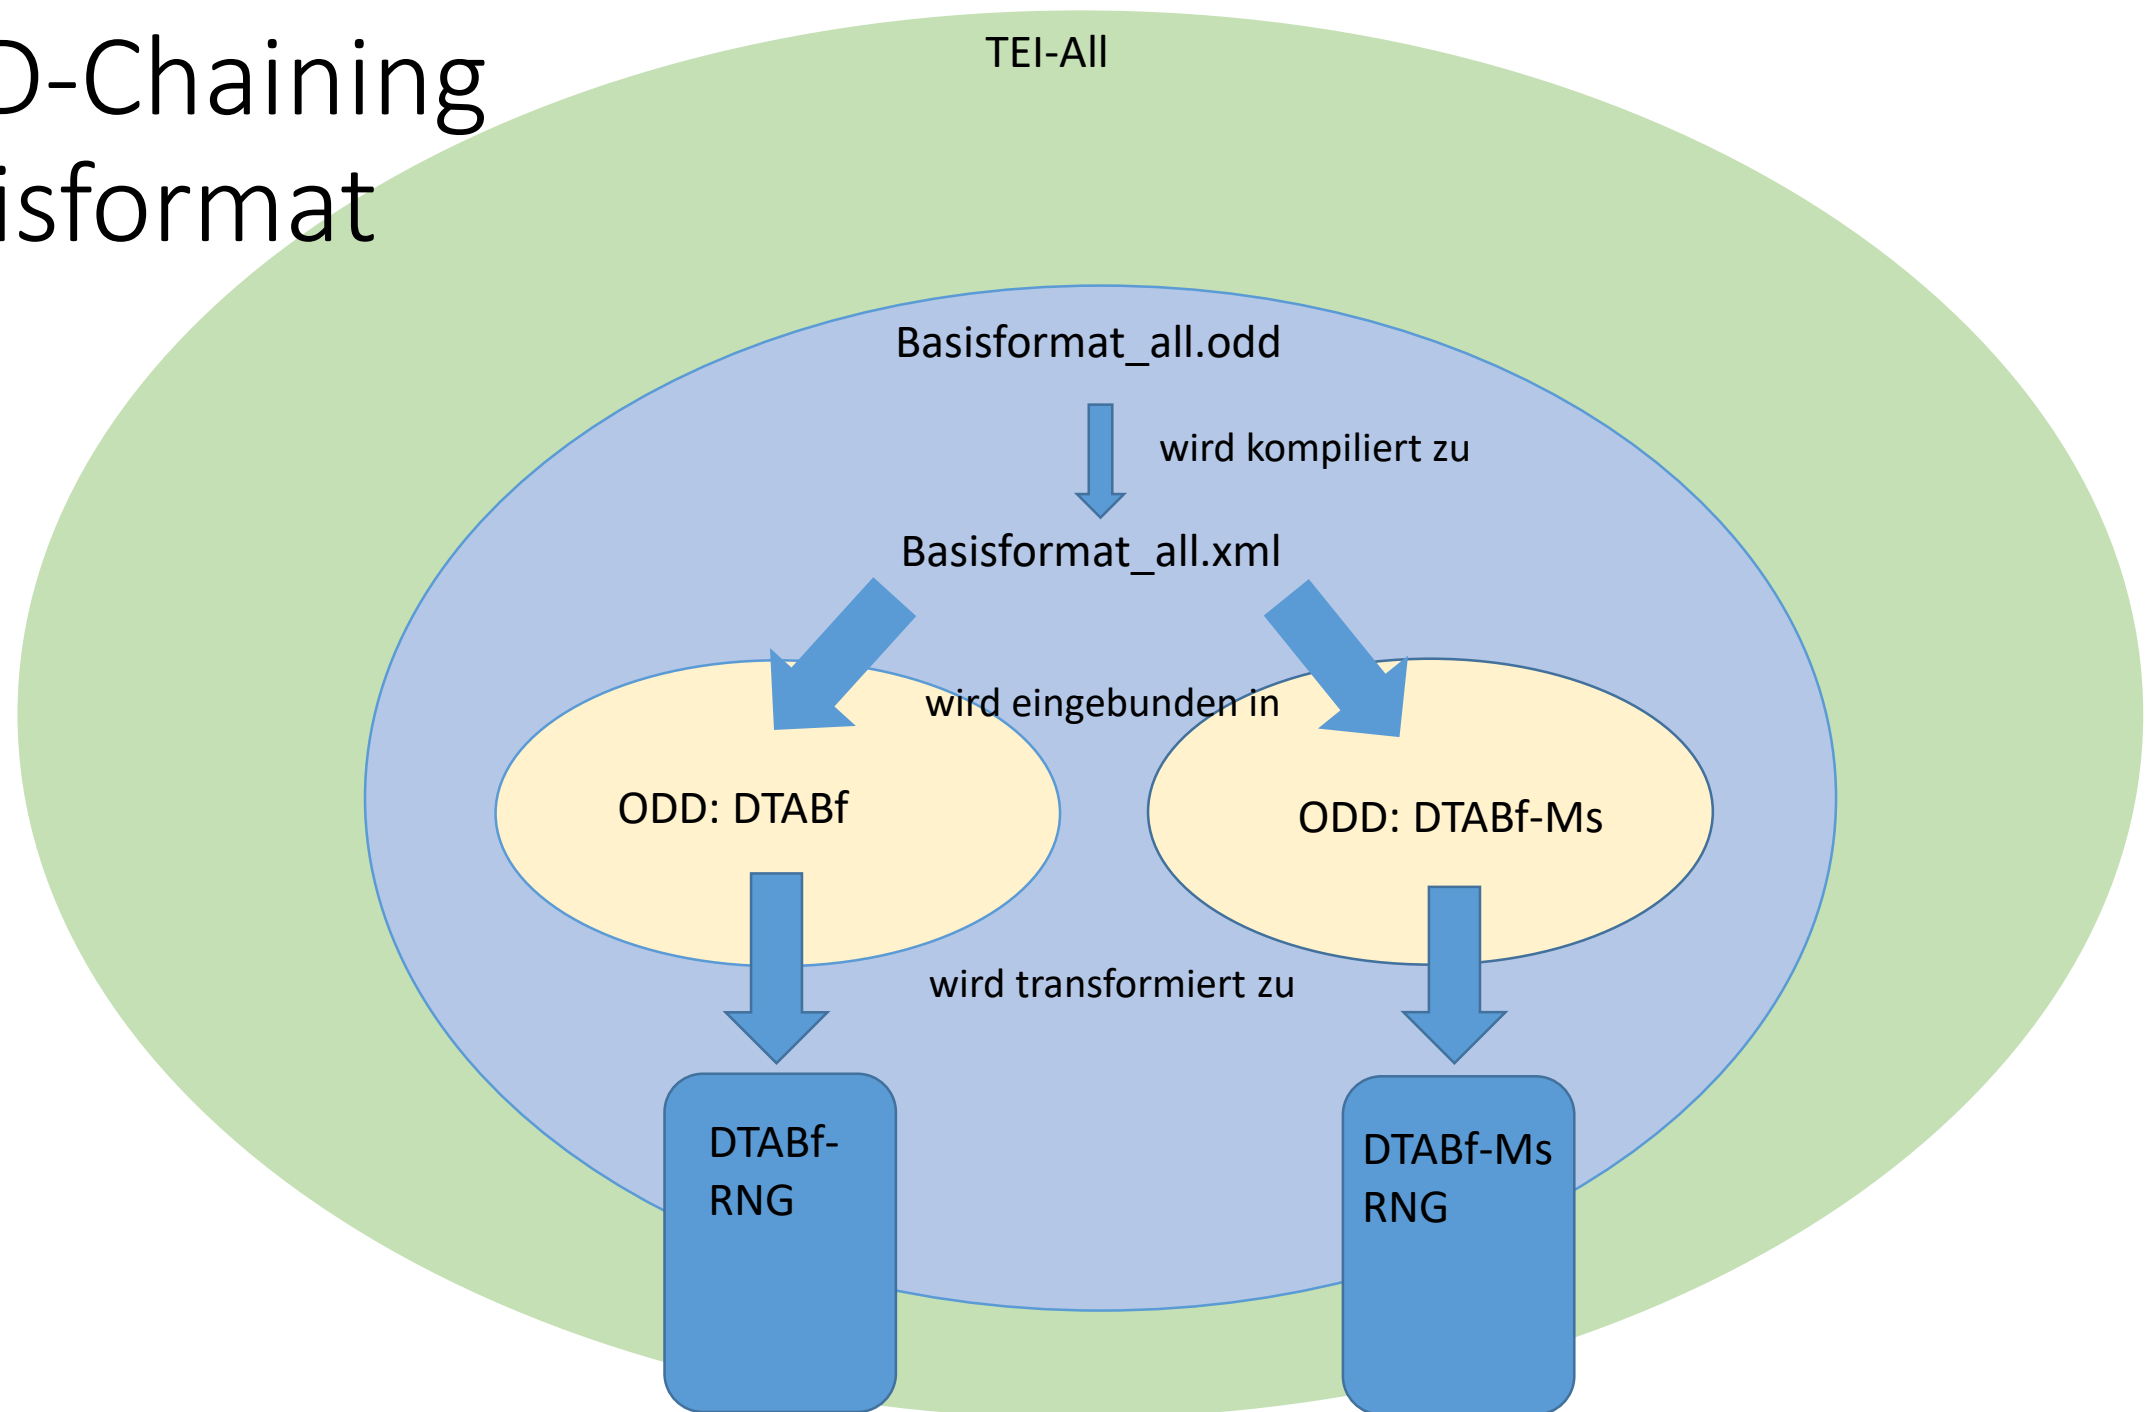 D-Chaining
isformat
TEI-All
Basisformat_all.odd
wird kompiliert zu
Basisformat_all.xml
wird eingebunden in
ODD: DTABf
ODD: DTABf-Ms
wird transformiert zu
DTABf-
RNG
DTABf-Ms
RNG